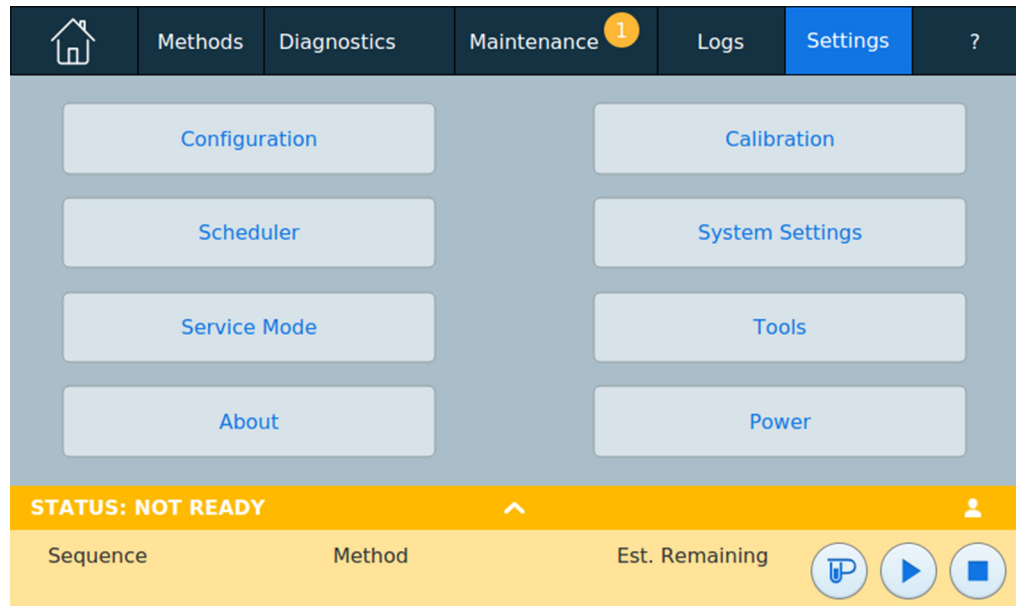 Methods Diagnostics Maintenance 1 Logs Settings ?
Configuration Calibration
Scheduler System Settings
Service Mode Tools
About Power
STATUS: NOT READY
Sequence Method Est. Remaining